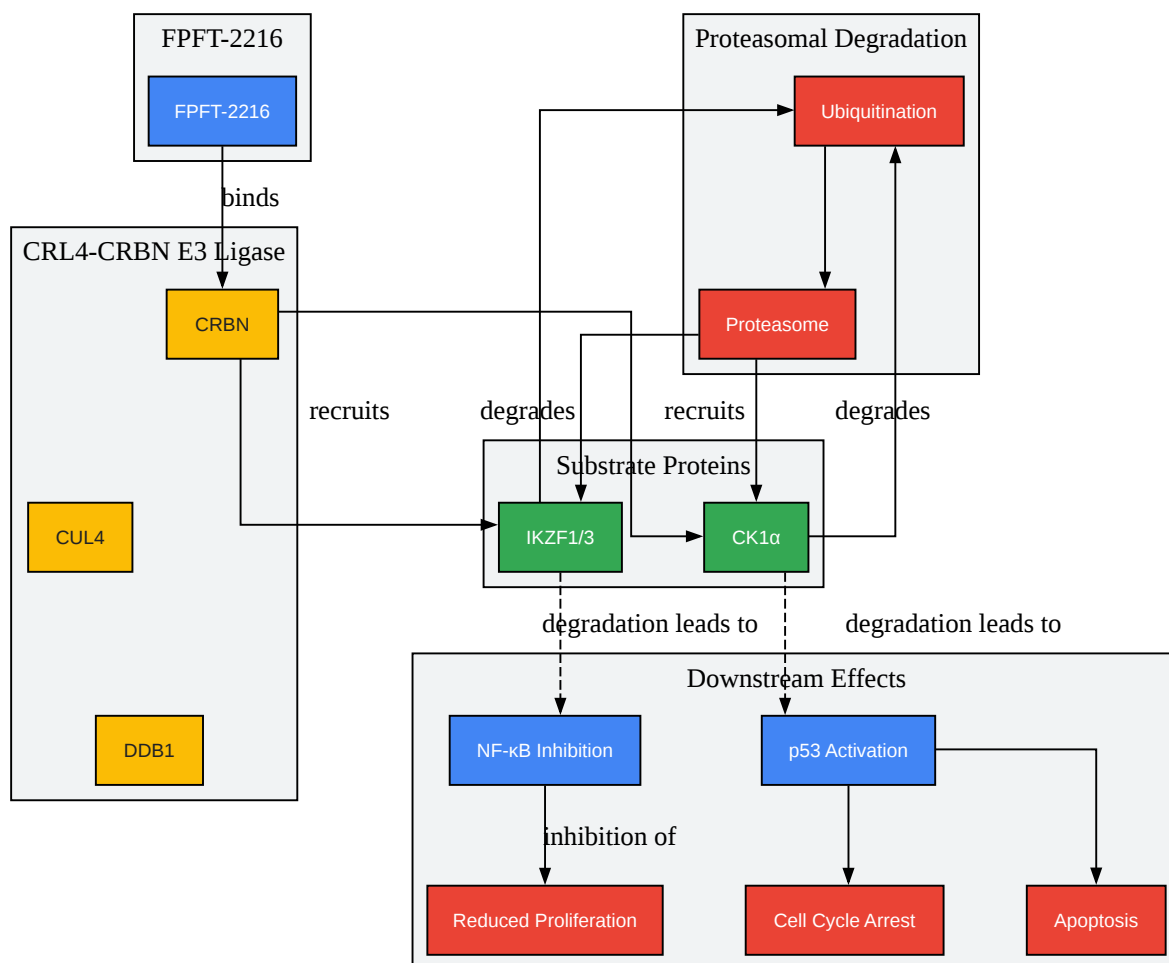 FPFT-2216
Proteasomal Degradation
FPFT-2216
Ubiquitination
binds
CRL4-CRBN E3 Ligase
CRBN
Proteasome
recruits
degrades
recruits
degrades
Substrate Proteins
CUL4
IKZF1/3
CK1α
degradation leads to
degradation leads to
Downstream Effects
DDB1
NF-κB Inhibition
p53 Activation
inhibition of
Reduced Proliferation
Cell Cycle Arrest
Apoptosis